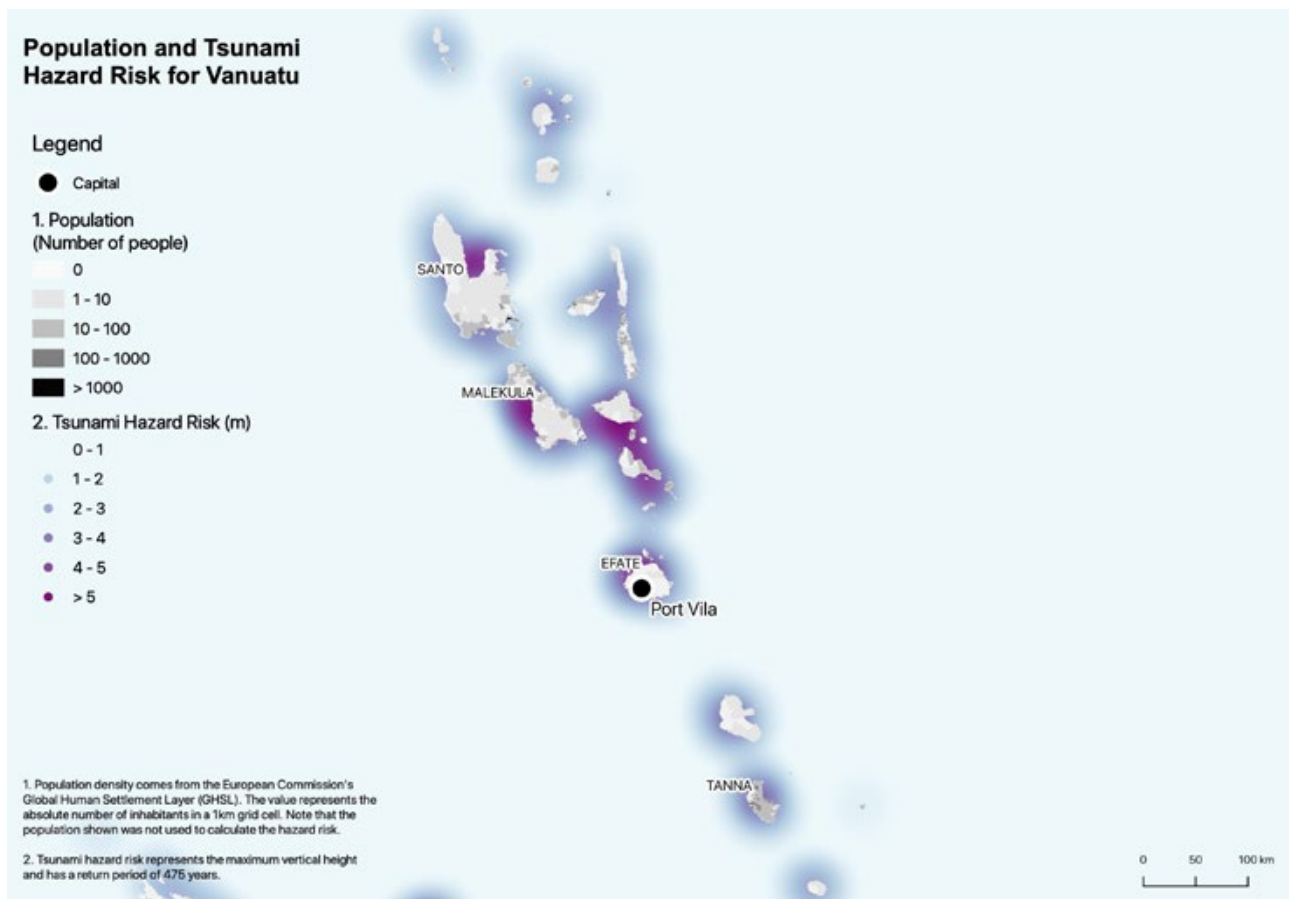 Population and Tsunami
Hazard Risk for Vanuatu
Legend
Capital
1. Population
(Number of people)
0
1 - 10
10 - 100
100 - 1000
> 1000
2. Tsunami Hazard Risk (m)
0 - 1
1 - 2
2 - 3
3 - 4
4 - 5
> 5
SANTO
MALEKULA
EFATE
Port Vila
TANNA
1. Population density comes from the European Commission's
Global Human Settlement Layer (GHSL). The value represents the
absolute number of inhabitants in a 1km grid cell. Note that the
population shown was not used to calculate the hazard risk.
2. Tsunami hazard risk represents the maximum vertical height
and has a return period of 475 years.
0 50 100 km